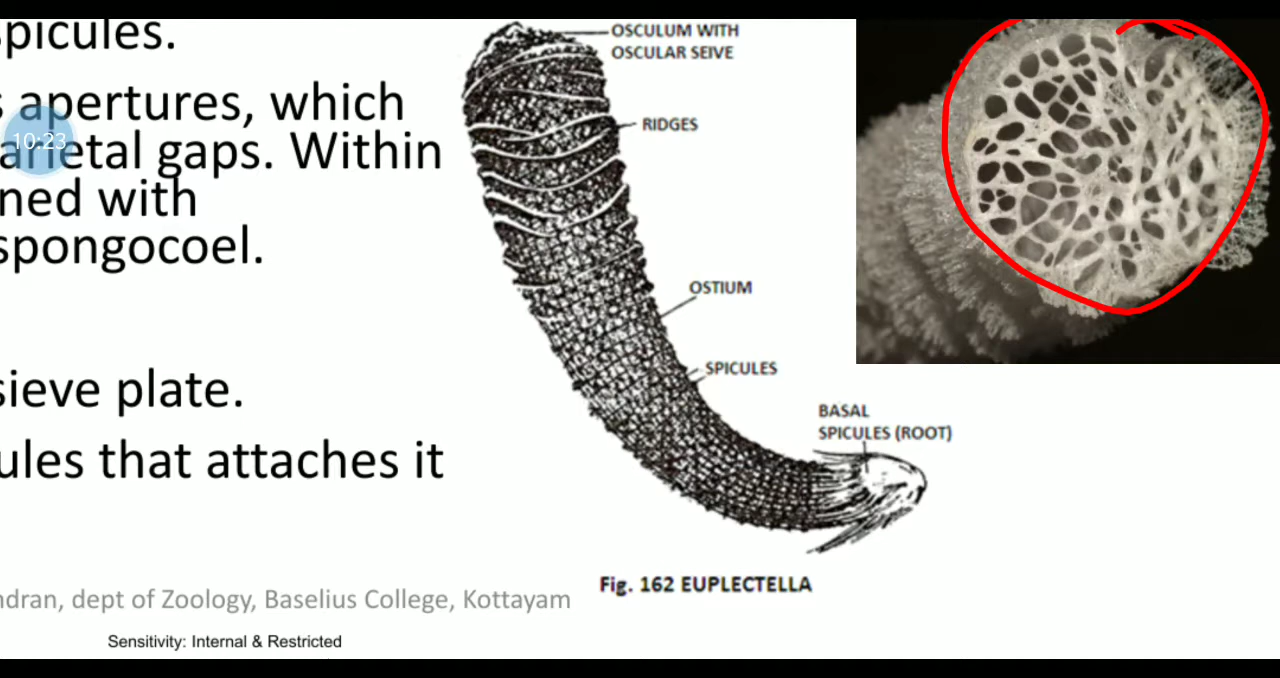 spicules.
s apertures, which
arietal gaps. Within
ned with
spongocoel.
sieve plate.
ules that attaches it
ndran, dept of Zoology, Baselius College, Kottayam
Sensitivity: Internal & Restricted
10:23
OSCULUM WITH
OSCULAR SEIVE
RIDGES
OSTIUM
SPICULES
BASAL
SPICULES (ROOT)
Fig. 162 EUPLECTELLA